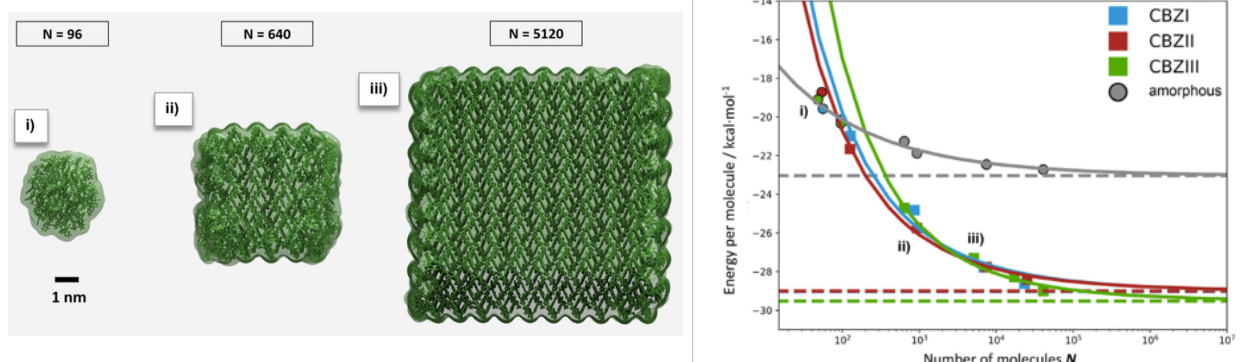 N = 96
N = 640
N = 5120
i)
ii)
iii)
1 nm
−14
−16
−18
−20
−22
−24
−26
−28
−30
Energy per molecule / kcal·mol⁻¹
CBZI
CBZII
CBZIII
amorphous
i)
ii)
iii)
10²
10³
10⁴
10⁵
10⁶
10⁷
Number of molecules N